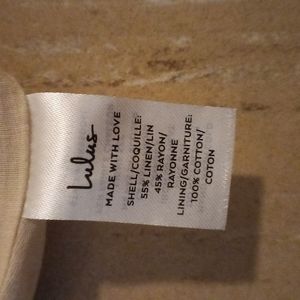 Lulus
MADE WITH LOVE
SHELL/COQUILLE:
55% LINEN/LIN
45% RAYON/
RAYONNE
LINING/GARNITURE:
100% COTTON/
COTON